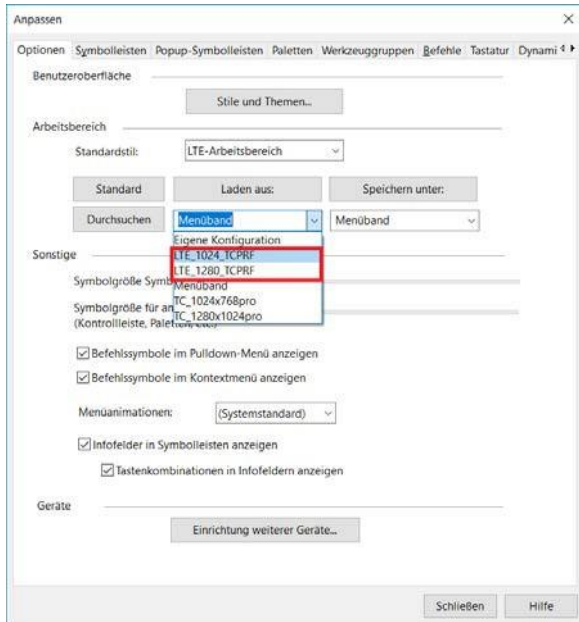 Anpassen
Optionen Symbolleisten Popup-Symbolleisten Paletten Werkzeuggruppen Befehle Tastatur Dynami
Benutzeroberfläche
Stile und Themen...
Arbeitsbereich
Standardstil: LTE-Arbeitsbereich
Standard Laden aus: Speichern unter:
Durchsuchen Menüband Menüband
Eigene Konfiguration
Sonstige LTE_1024_TCPRF
LTE_1280_TCPRF
Symbolgröße Symb
Menüband
Symbolgröße für an TC_1024x768pro
(Kontrollleiste, Palet TC_1280x1024pro
Befehlssymbole im Pulldown-Menü anzeigen
Befehlssymbole im Kontextmenü anzeigen
Menüanimationen: (Systemstandard)
Infofelder in Symbolleisten anzeigen
Tastenkombinationen in Infofeldern anzeigen
Geräte
Einrichtung weiterer Geräte...
Schließen Hilfe